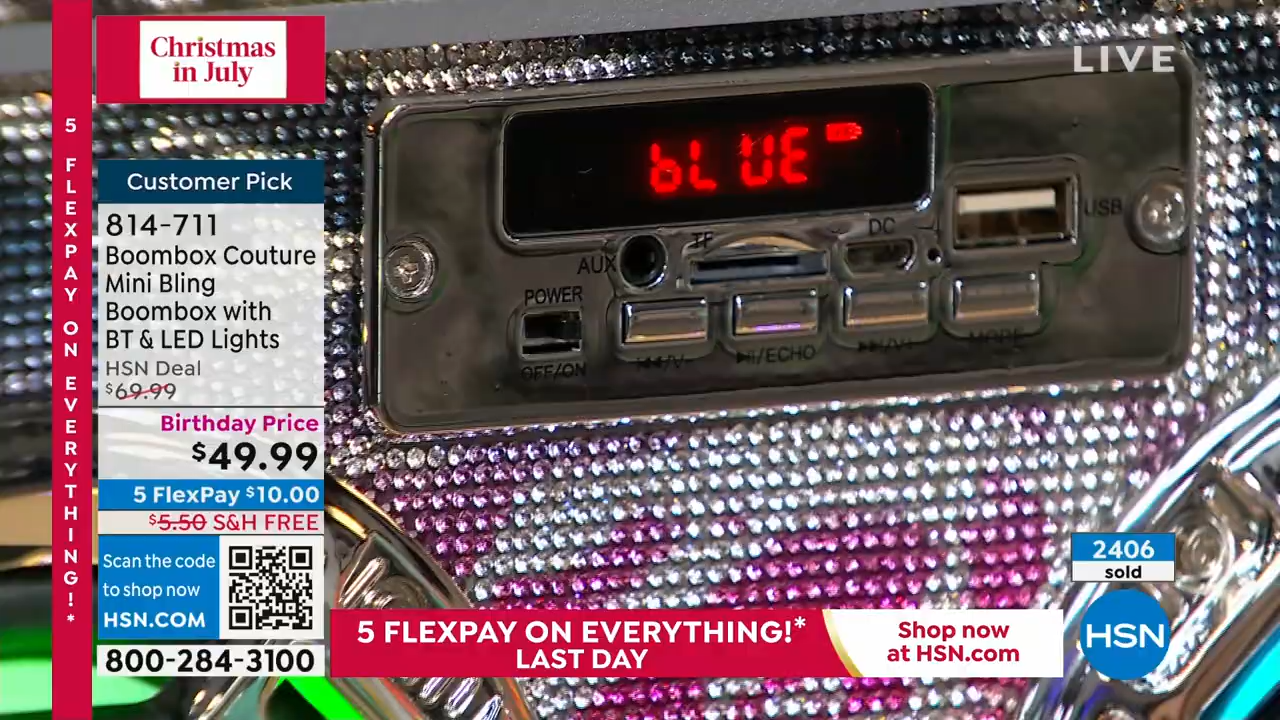 Christmas
in July
LIVE
5 FLEXPAY ON EVERYTHING!*
Customer Pick
814-711
Boombox Couture
Mini Bling
Boombox with
BT & LED Lights
HSN Deal
$69.99
Birthday Price
$49.99
5 FlexPay $10.00
$5.50 S&H FREE
Scan the code
to shop now
HSN.COM
800-284-3100
bLUE
USB
DC
TF
AUX
POWER
OFF/ON
/ECHO
MODE
2406
sold
HSN
5 FLEXPAY ON EVERYTHING!*
LAST DAY
Shop now
at HSN.com